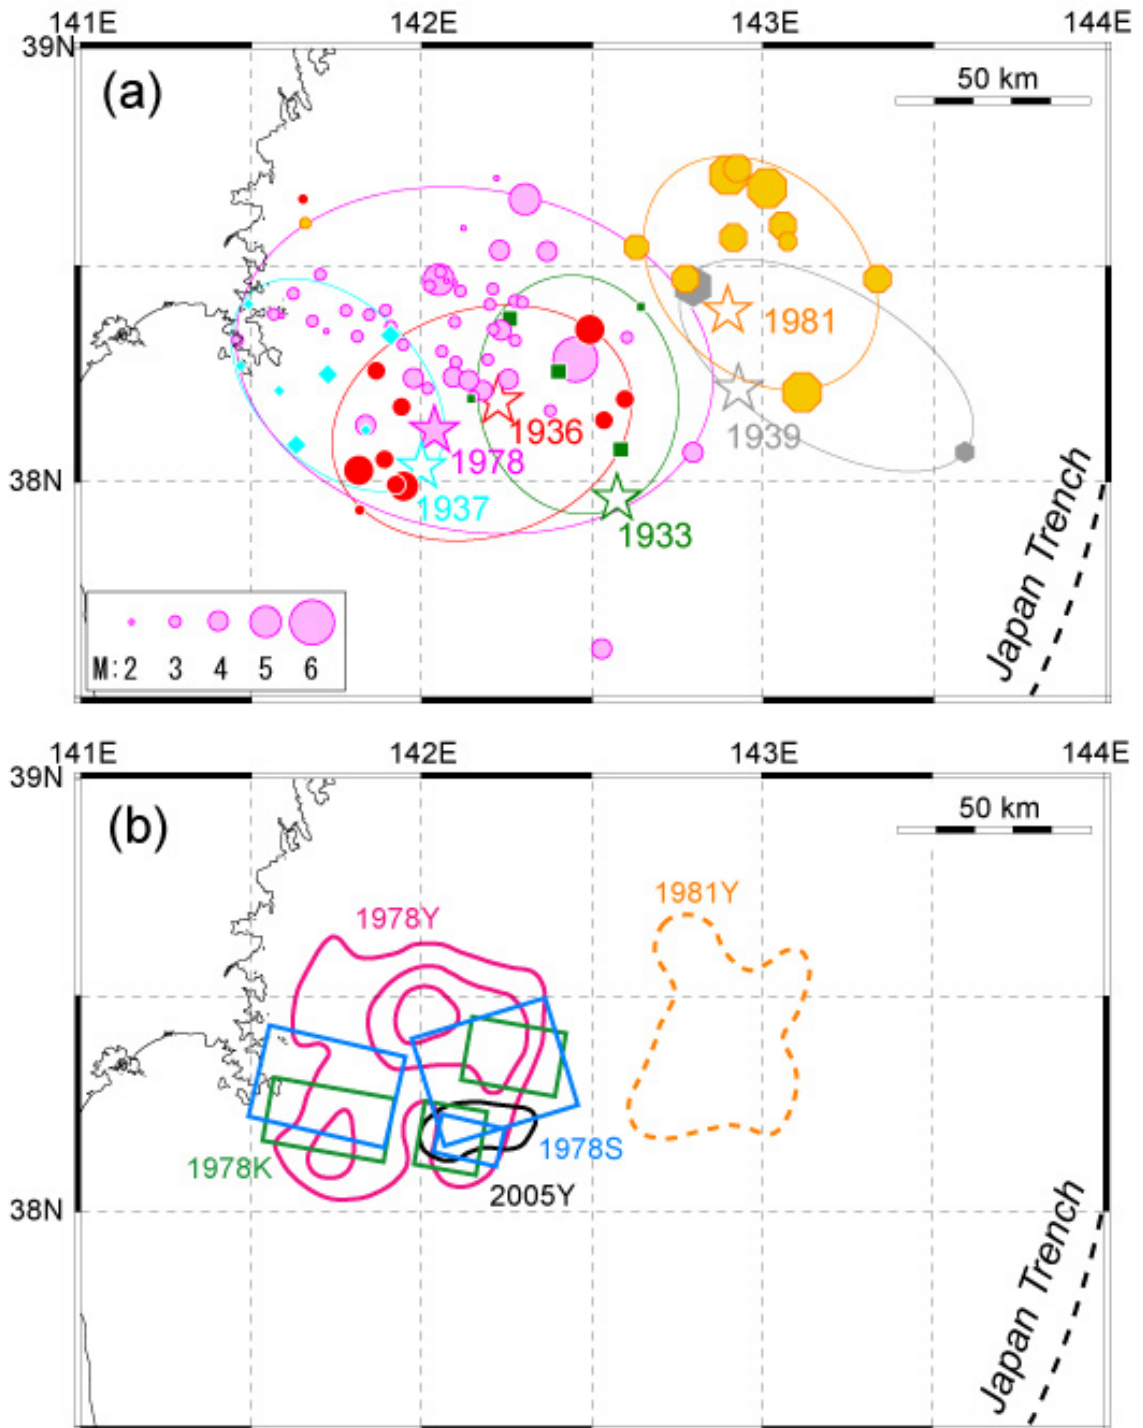 141E 142E 143E 144E
39N
(a)
50 km
1981
1939
1936
1978
1937
1933
38N
Japan Trench
M:2 3 4 5 6
141E 142E 143E 144E
39N
(b)
50 km
1981Y
1978Y
1978K
1978S
2005Y
38N
Japan Trench